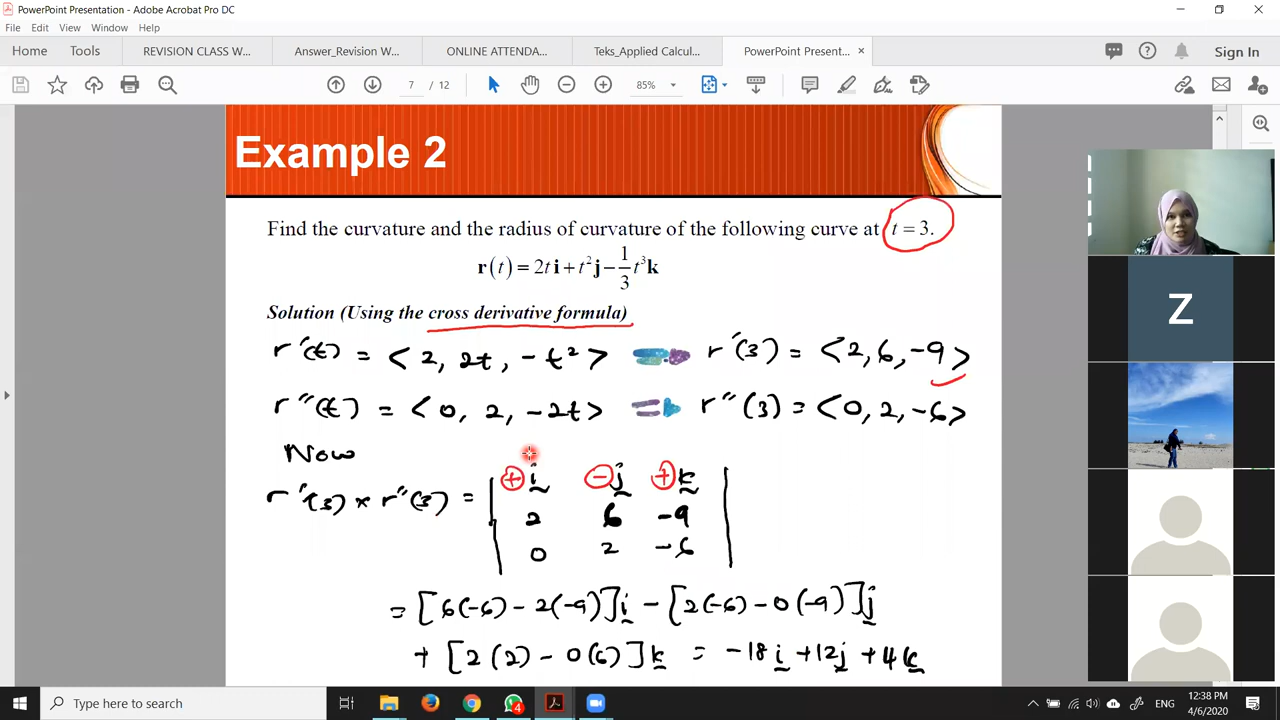 PowerPoint Presentation - Adobe Acrobat Pro DC
File Edit View Window Help
Home Tools REVISION CLASS W... Answer_Revision W... ONLINE ATTENDA... Teks_Applied Calcul... PowerPoint Present... × Sign In
7 / 12 85%
Example 2
Find the curvature and the radius of curvature of the following curve at t = 3.
r(t) = 2t i + t² j − 1/3 t³ k
Solution (Using the cross derivative formula)
r'(t) = < 2, 2t, -t² > r'(3) = <2, 6, -9>
r"(t) = < 0, 2, -2t> r"(3) = <0, 2, -6>
Now
r'(3) × r"(3) = | + i − j + k |
2 6 -9
0 2 -6
= [6(-6) - 2(-9)] i - [2(-6) - 0(-9)] j
+ [2(2) - 0(6)] k = -18 i + 12 j + 4 k
Z
Type here to search
4
ENG
12:38 PM
4/6/2020